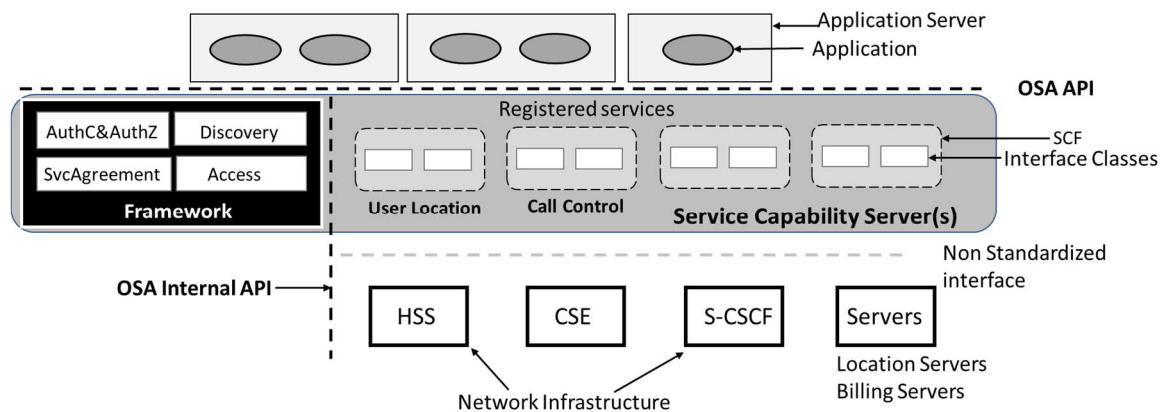 Application Server
Application
OSA API
Registered services
AuthC&AuthZ
Discovery
SvcAgreement
Access
Framework
SCF
Interface Classes
User Location
Call Control
Service Capability Server(s)
Non Standardized
interface
OSA Internal API
HSS
CSE
S-CSCF
Servers
Location Servers
Billing Servers
Network Infrastructure